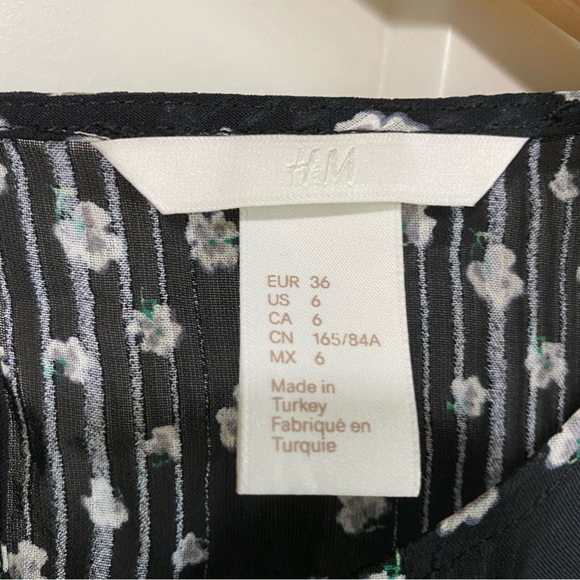 H&M
EUR 36
US 6
CA 6
CN 165/84A
MX 6
Made in
Turkey
Fabriqué en
Turquie